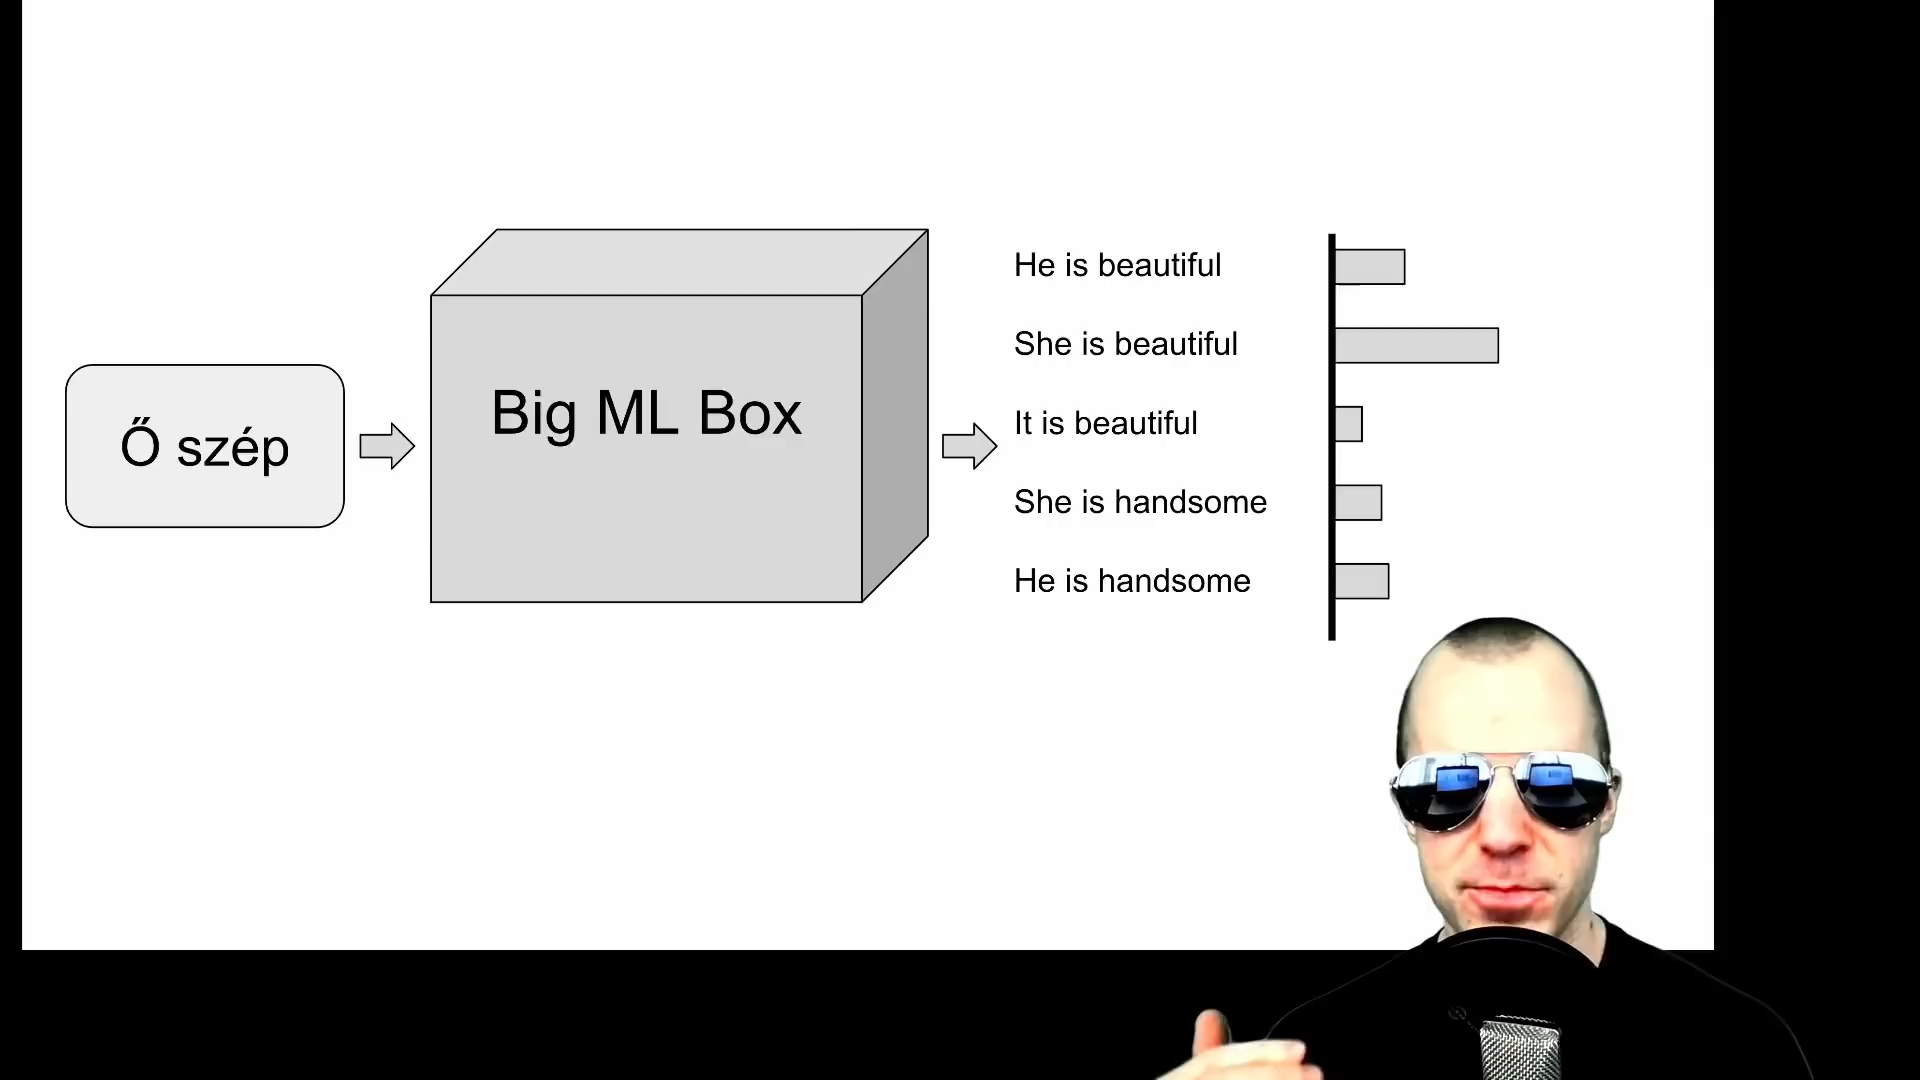 Ő szép
Big ML Box
He is beautiful
She is beautiful
It is beautiful
She is handsome
He is handsome